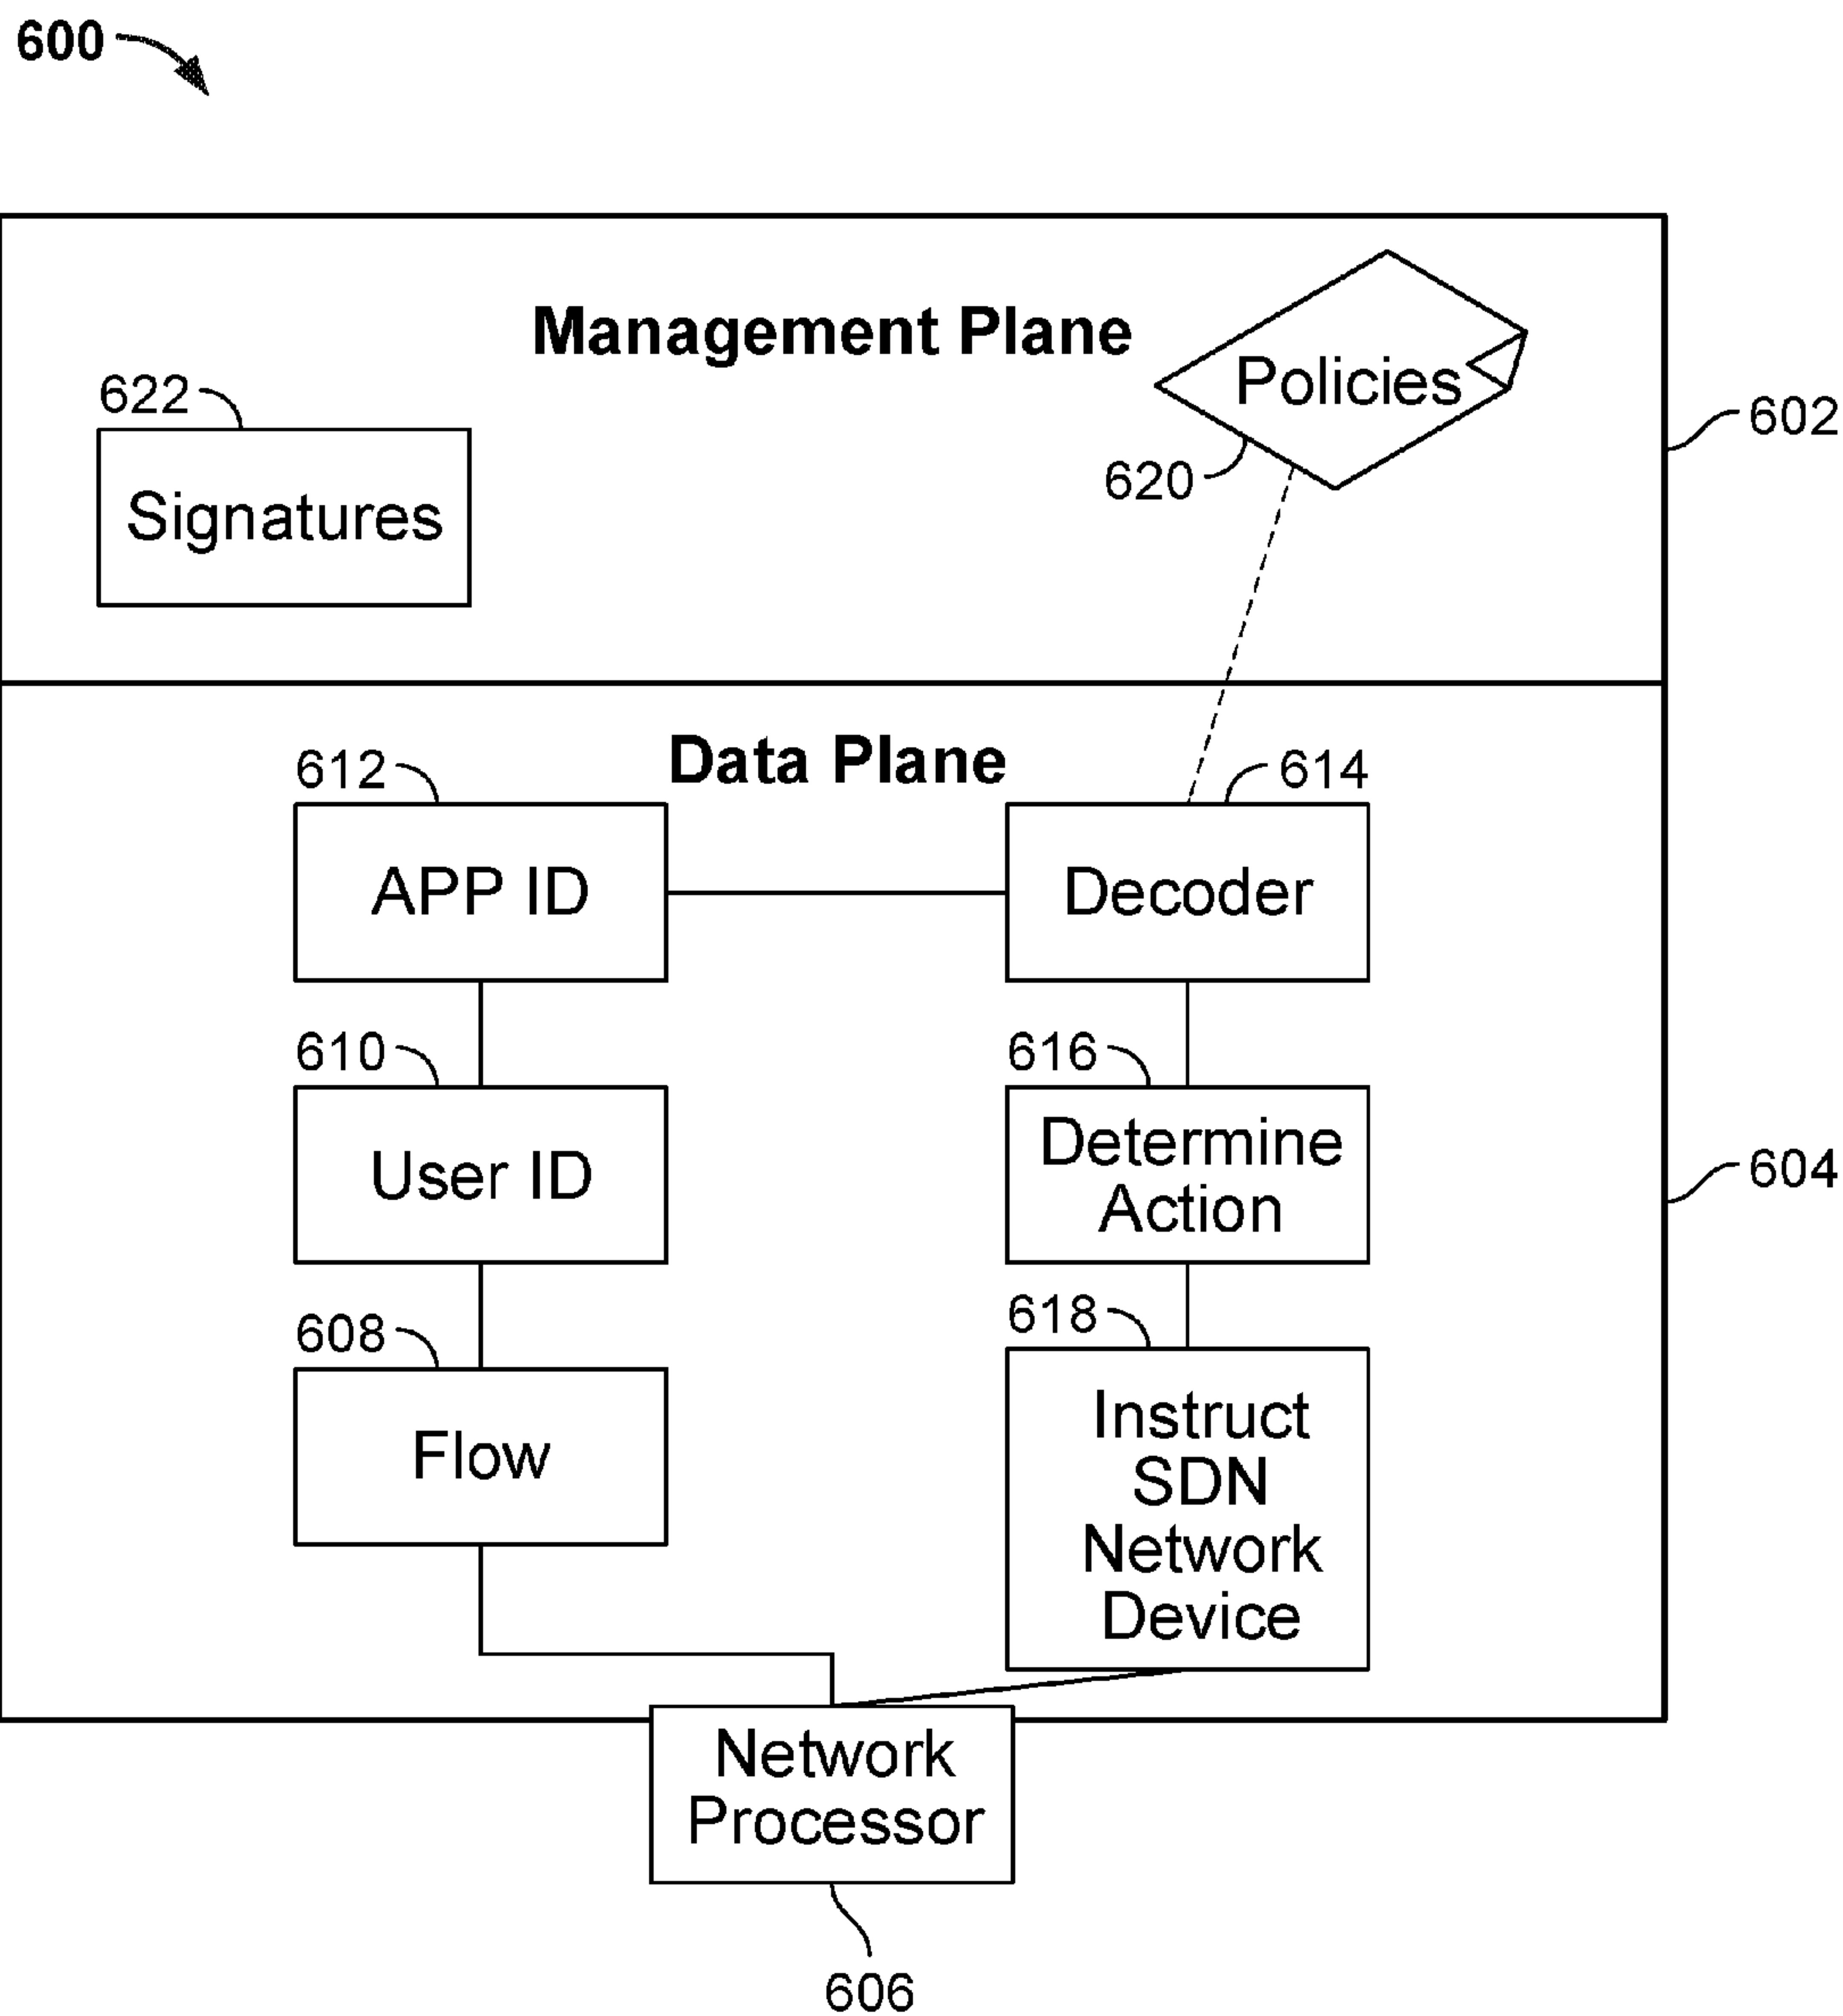 600
Management Plane
Policies
622
620
602
Signatures
Data Plane
612
614
APP ID
Decoder
610
616
User ID
Determine
Action
604
608
618
Flow
Instruct
SDN
Network
Device
Network
Processor
606